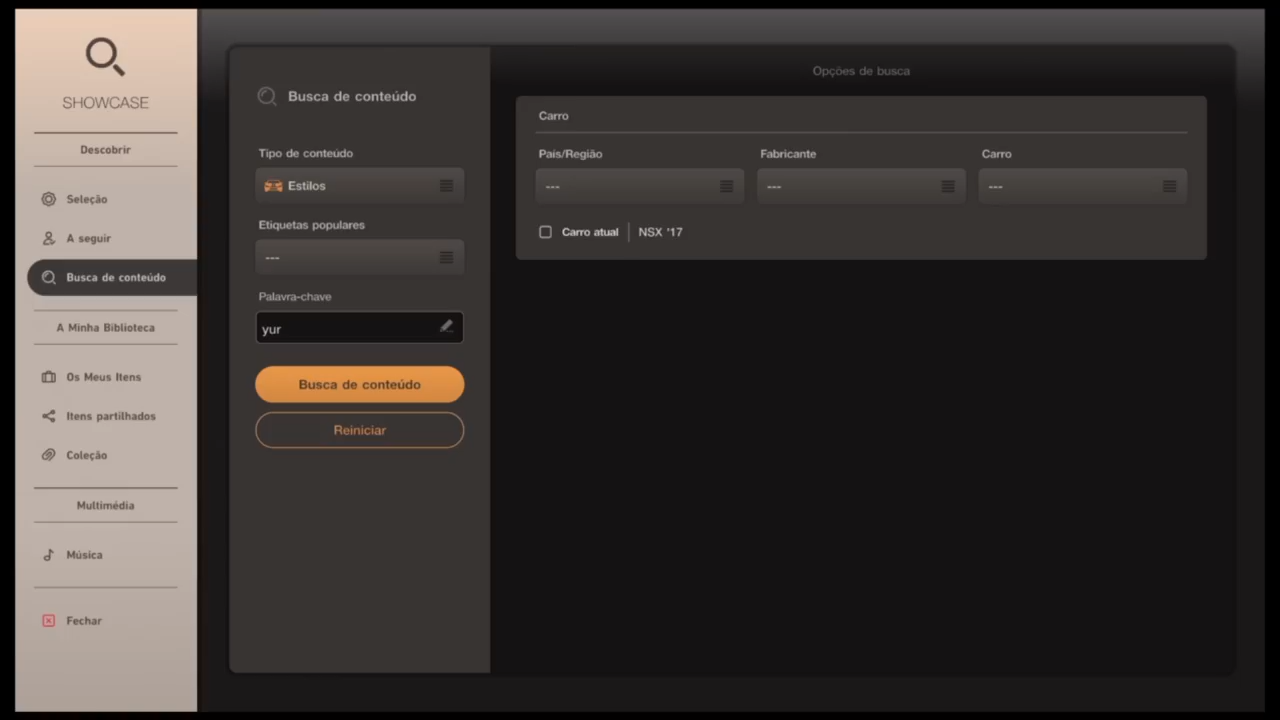 SHOWCASE
Descobrir
Seleção
A seguir
Busca de conteúdo
A Minha Biblioteca
Os Meus Itens
Itens partilhados
Coleção
Multimédia
Música
Fechar
Busca de conteúdo
Tipo de conteúdo
Estilos
Etiquetas populares
---
Palavra-chave
yur
Busca de conteúdo
Reiniciar
Opções de busca
Carro
País/Região Fabricante Carro
--- --- ---
Carro atual NSX '17